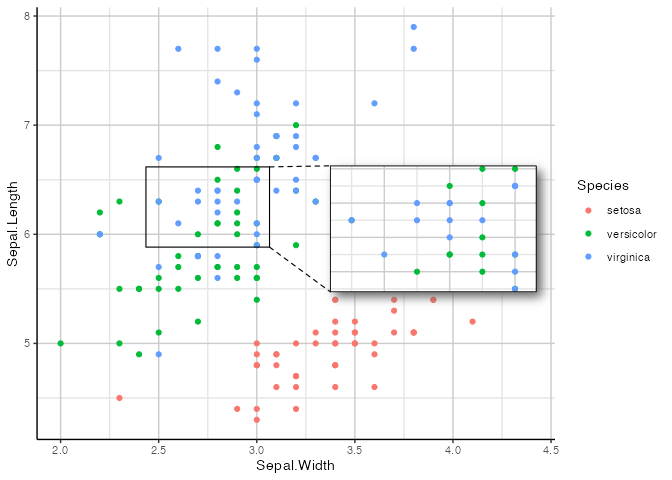 8
7
6
5
Sepal.Length
2.0 2.5 3.0 3.5 4.0 4.5
Sepal.Width
Species
setosa
versicolor
virginica